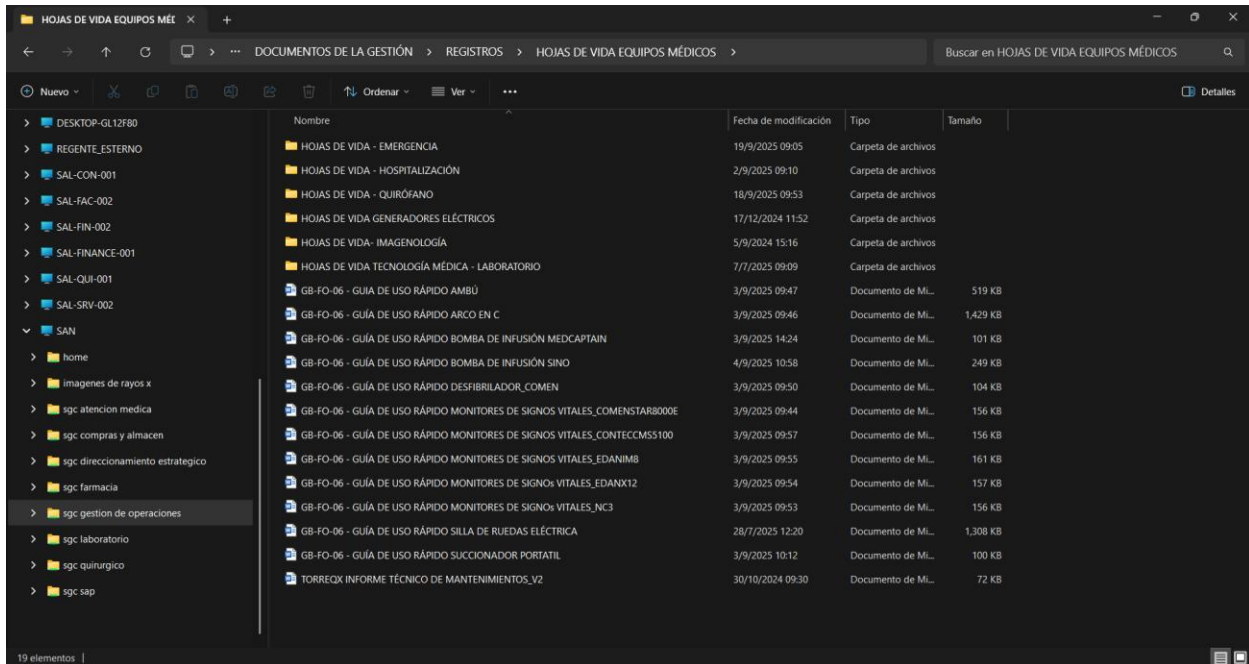 HOJAS DE VIDA EQUIPOS MÉD
DOCUMENTOS DE LA GESTIÓN > REGISTROS > HOJAS DE VIDA EQUIPOS MÉDICOS >
Buscar en HOJAS DE VIDA EQUIPOS MÉDICOS
Nuevo Ordenar Ver ... Detalles
DESKTOP-GL12F80
REGENTE_ESTERNO
SAL-CON-001
SAL-FAC-002
SAL-FIN-002
SAL-FINANCE-001
SAL-QUI-001
SAL-SRV-002
SAN
home
imagenes de rayos x
sgc atencion medica
sgc compras y almacen
sgc direccionamiento estrategico
sgc farmacia
sgc gestion de operaciones
sgc laboratorio
sgc quirurgico
sgc sap
Nombre Fecha de modificación Tipo Tamaño
HOJAS DE VIDA - EMERGENCIA 19/9/2025 09:05 Carpeta de archivos
HOJAS DE VIDA - HOSPITALIZACIÓN 2/9/2025 09:10 Carpeta de archivos
HOJAS DE VIDA - QUIRÓFANO 18/9/2025 09:53 Carpeta de archivos
HOJAS DE VIDA GENERADORES ELÉCTRICOS 17/12/2024 11:52 Carpeta de archivos
HOJAS DE VIDA- IMAGENOLOGÍA 5/9/2024 15:16 Carpeta de archivos
HOJAS DE VIDA TECNOLOGÍA MÉDICA - LABORATORIO 7/7/2025 09:09 Carpeta de archivos
GB-FO-06 - GUIA DE USO RÁPIDO AMBÚ 3/9/2025 09:47 Documento de Mi... 519 KB
GB-FO-06 - GUÍA DE USO RÁPIDO ARCO EN C 3/9/2025 09:46 Documento de Mi... 1,429 KB
GB-FO-06 - GUÍA DE USO RÁPIDO BOMBA DE INFUSIÓN MEDCAPTAIN 3/9/2025 14:24 Documento de Mi... 101 KB
GB-FO-06 - GUÍA DE USO RÁPIDO BOMBA DE INFUSIÓN SINO 4/9/2025 10:58 Documento de Mi... 249 KB
GB-FO-06 - GUÍA DE USO RÁPIDO DESFIBRILADOR_COMEN 3/9/2025 09:50 Documento de Mi... 104 KB
GB-FO-06 - GUÍA DE USO RÁPIDO MONITORES DE SIGNOS VITALES_COMENSTAR8000E 3/9/2025 09:44 Documento de Mi... 156 KB
GB-FO-06 - GUÍA DE USO RÁPIDO MONITORES DE SIGNOS VITALES_CONTECCMS5100 3/9/2025 09:57 Documento de Mi... 156 KB
GB-FO-06 - GUÍA DE USO RÁPIDO MONITORES DE SIGNOS VITALES_EDANIM8 3/9/2025 09:55 Documento de Mi... 161 KB
GB-FO-06 - GUÍA DE USO RÁPIDO MONITORES DE SIGNOs VITALES_EDANX12 3/9/2025 09:54 Documento de Mi... 157 KB
GB-FO-06 - GUÍA DE USO RÁPIDO MONITORES DE SIGNOs VITALES_NC3 3/9/2025 09:53 Documento de Mi... 156 KB
GB-FO-06 - GUÍA DE USO RÁPIDO SILLA DE RUEDAS ELÉCTRICA 28/7/2025 12:20 Documento de Mi... 1,308 KB
GB-FO-06 - GUÍA DE USO RÁPIDO SUCCIONADOR PORTATIL 3/9/2025 10:12 Documento de Mi... 100 KB
TORREQX INFORME TÉCNICO DE MANTENIMIENTOS_V2 30/10/2024 09:30 Documento de Mi... 72 KB
19 elementos